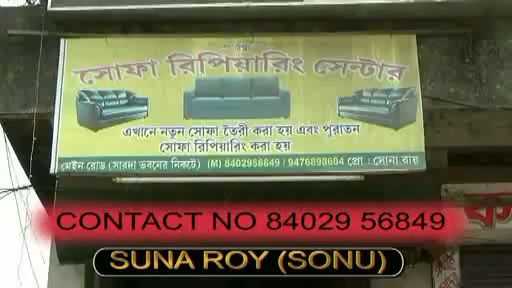 সোফা রিপিয়ারিং সেন্টার
এখানে নতুন সোফা তৈরী করা হয় এবং পুরাতন
সোফা রিপিয়ারিং করা হয়
মেইন রোড (সারদা ভবনের নিকটে) (M) 8402956849 / 9476898604 প্রো : সোনা রায়
CONTACT NO 84029 56849
SUNA ROY (SONU)